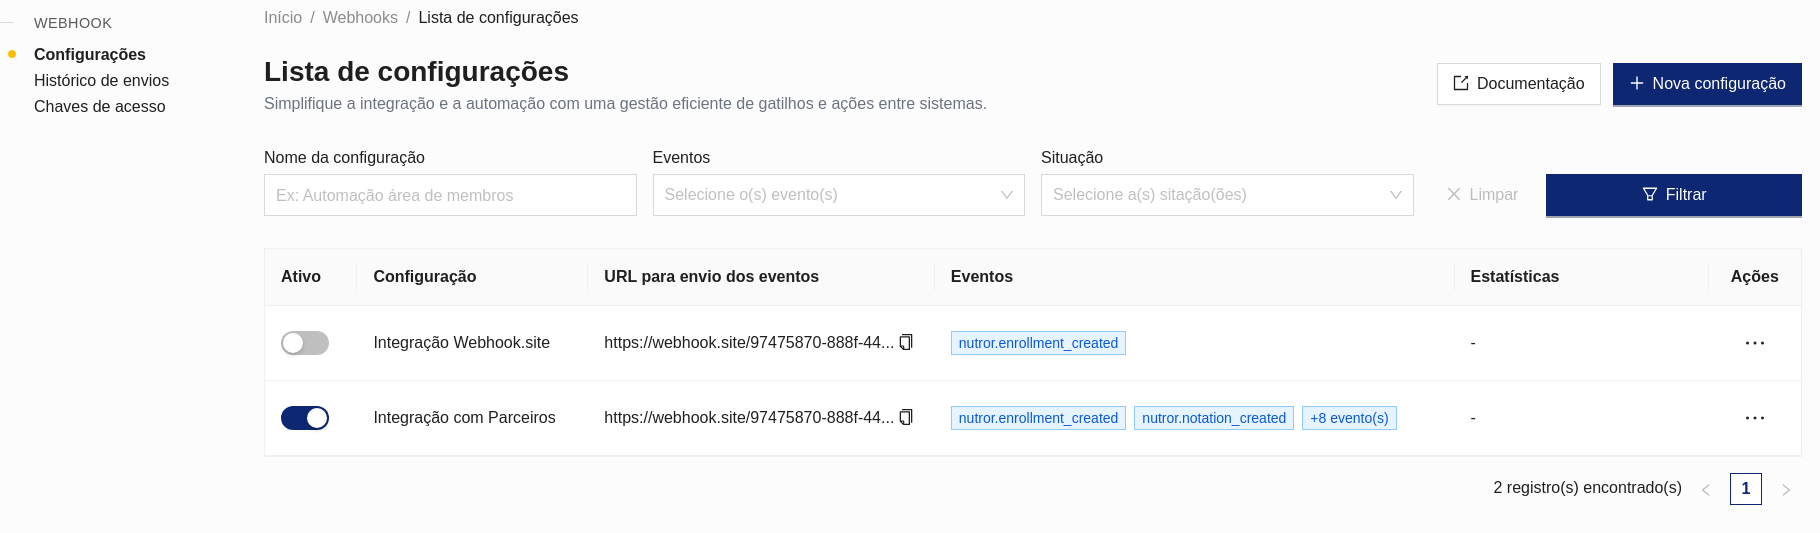 WEBHOOK
Configurações
Histórico de envios
Chaves de acesso
Início / Webhooks / Lista de configurações
Lista de configurações
Simplifique a integração e a automação com uma gestão eficiente de gatilhos e ações entre sistemas.
Documentação
Nova configuração
Nome da configuração Eventos Situação
Ex: Automação área de membros Selecione o(s) evento(s) Selecione a(s) sitação(ões) Limpar Filtrar
Ativo Configuração URL para envio dos eventos Eventos Estatísticas Ações
Integração Webhook.site https://webhook.site/97475870-888f-44... nutror.enrollment_created -
Integração com Parceiros https://webhook.site/97475870-888f-44... nutror.enrollment_created nutror.notation_created +8 evento(s) -
2 registro(s) encontrado(s) 1